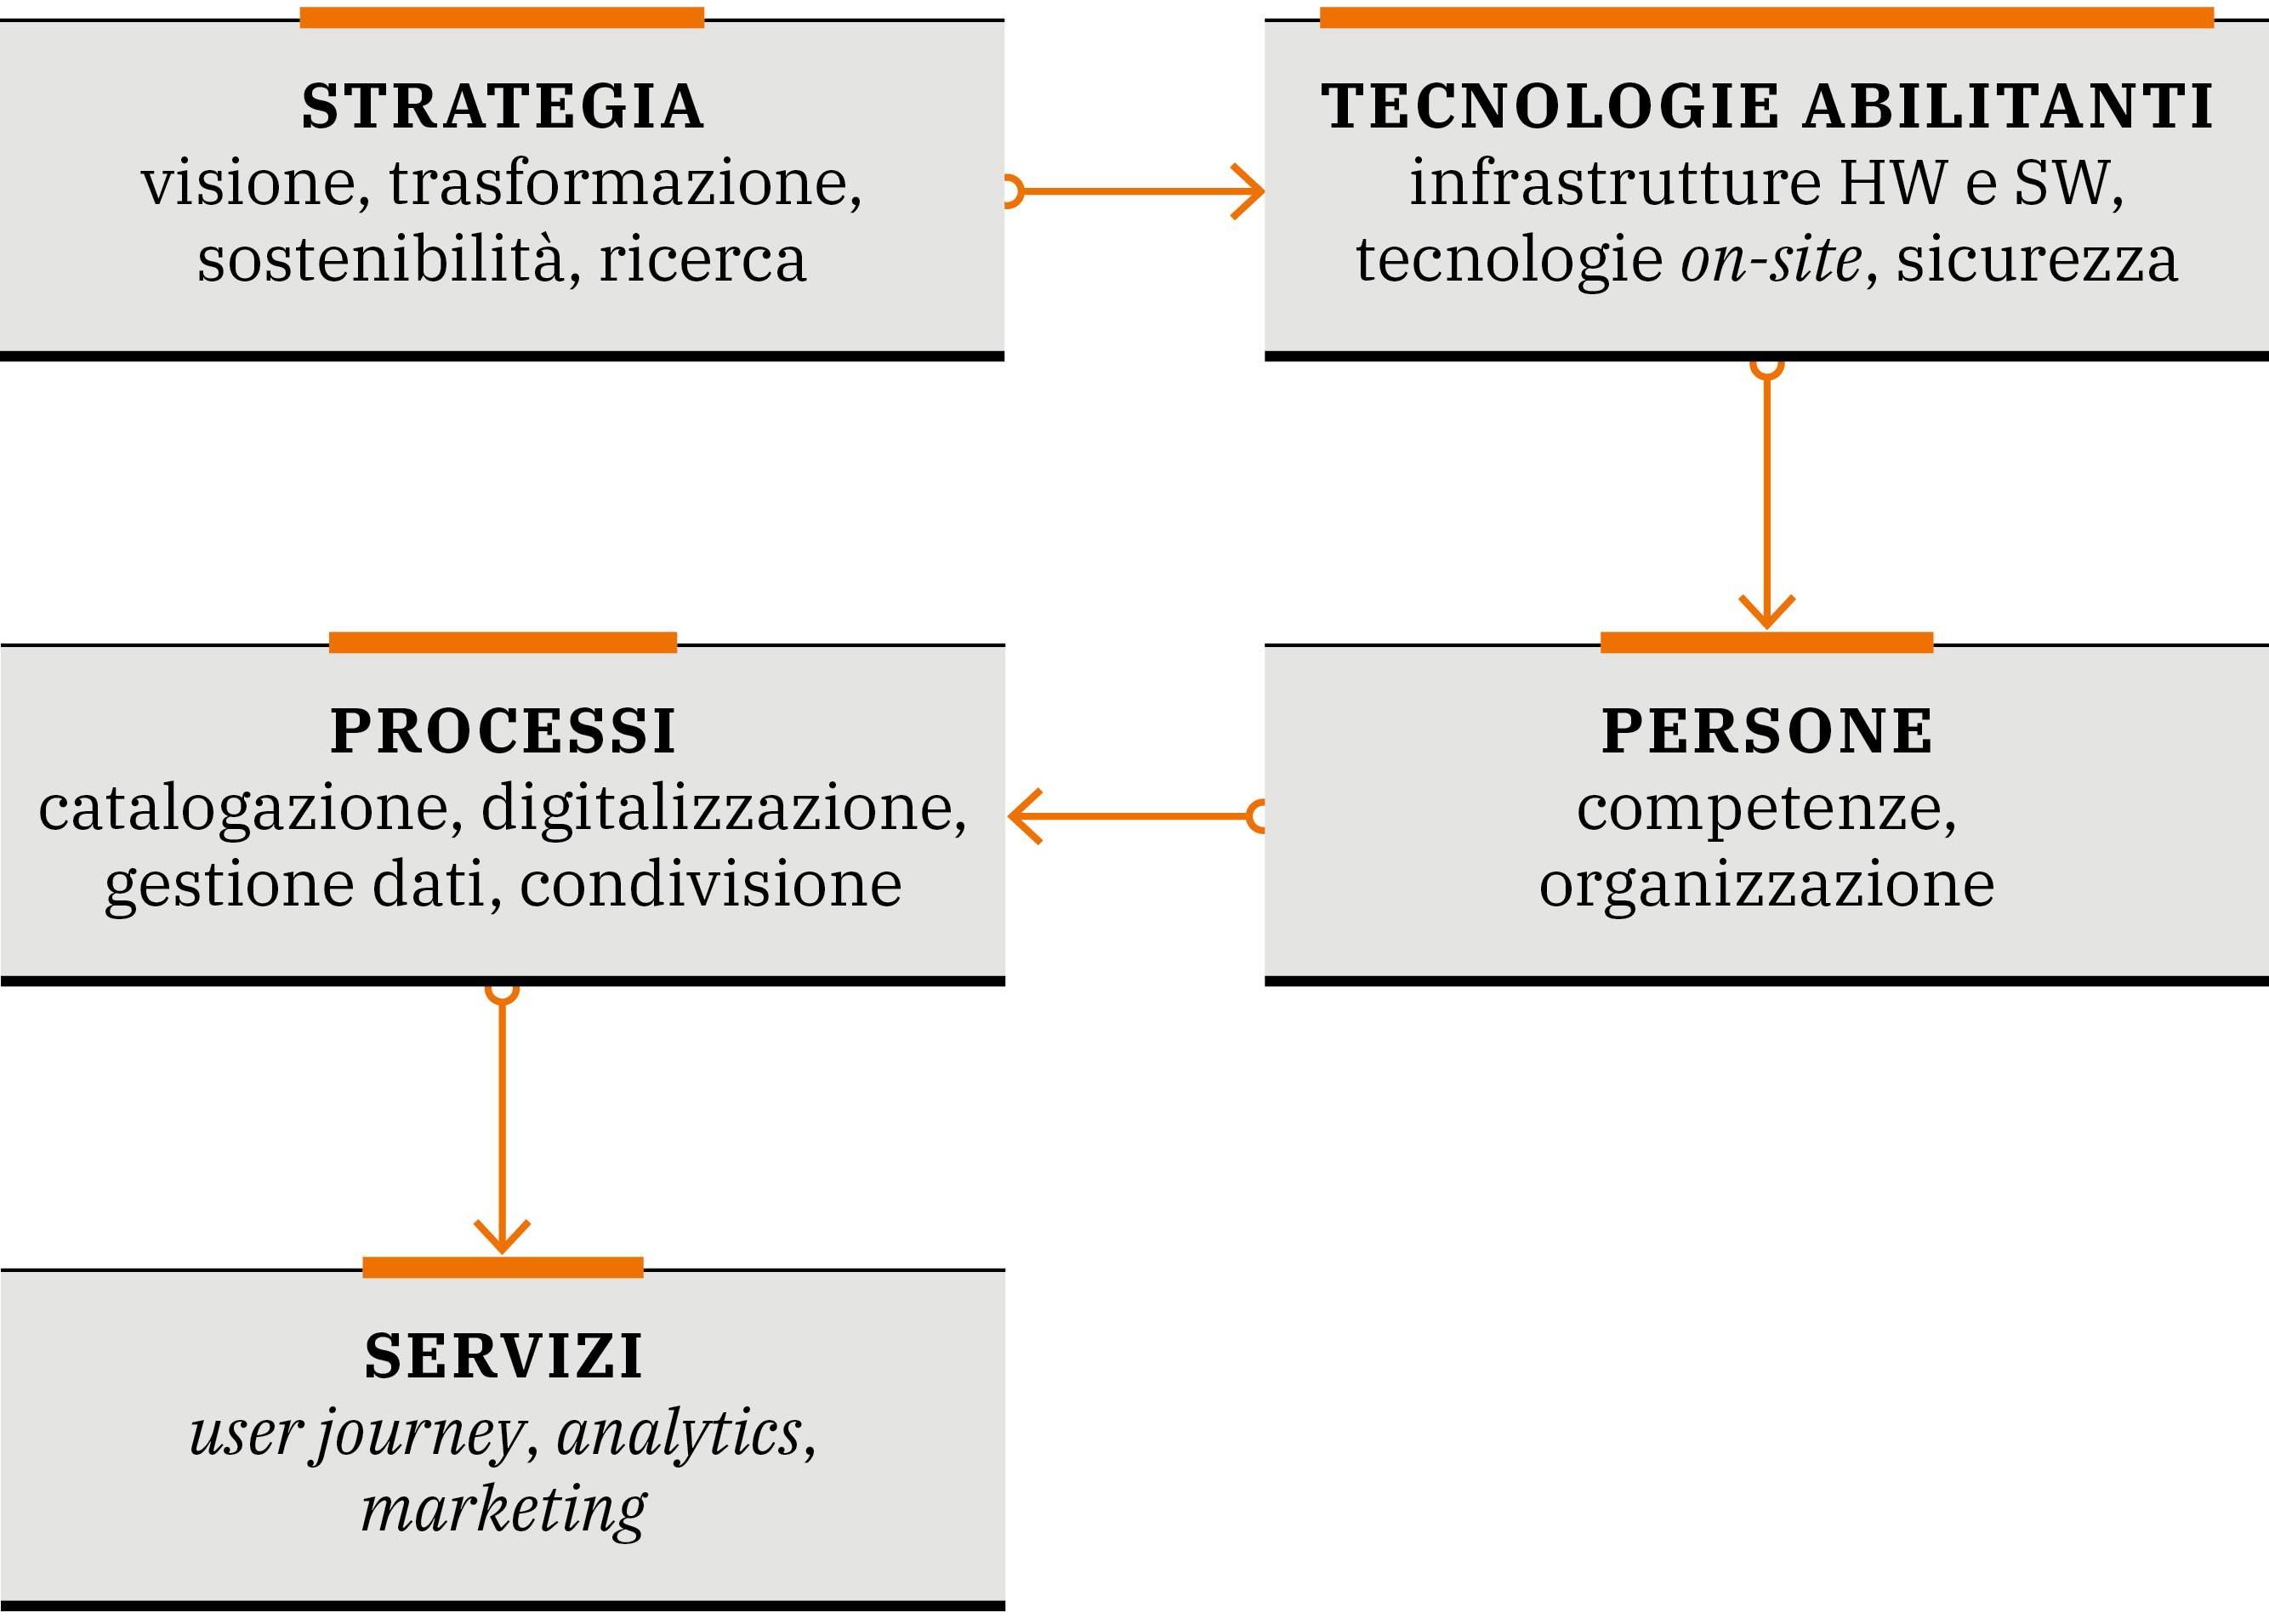 STRATEGIA
visione, trasformazione,
sostenibilità, ricerca
TECNOLOGIE ABILITANTI
infrastrutture HW e SW,
tecnologie on-site, sicurezza
PROCESSI
catalogazione, digitalizzazione,
gestione dati, condivisione
PERSONE
competenze,
organizzazione
SERVIZI
user journey, analytics,
marketing